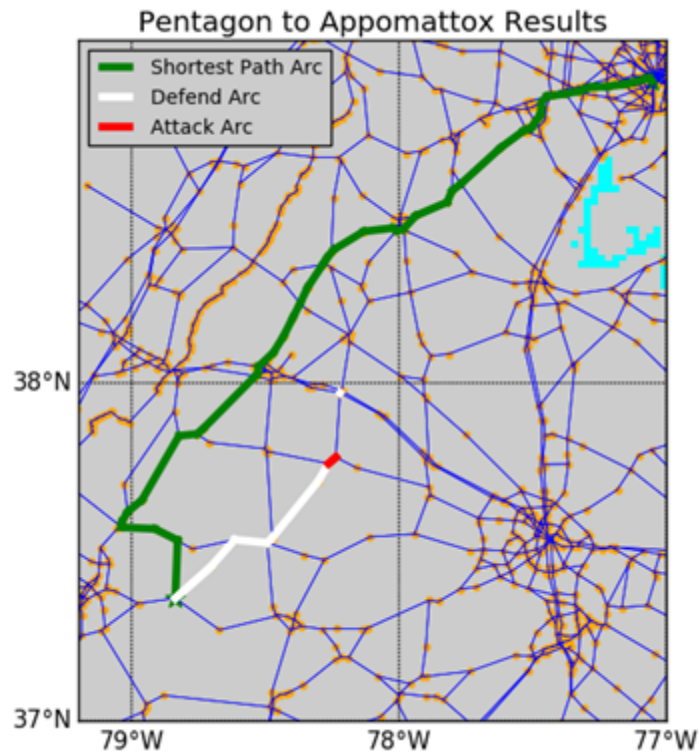 Pentagon to Appomattox Results
Shortest Path Arc
Defend Arc
Attack Arc
38°N
37°N
79°W
78°W
77°W